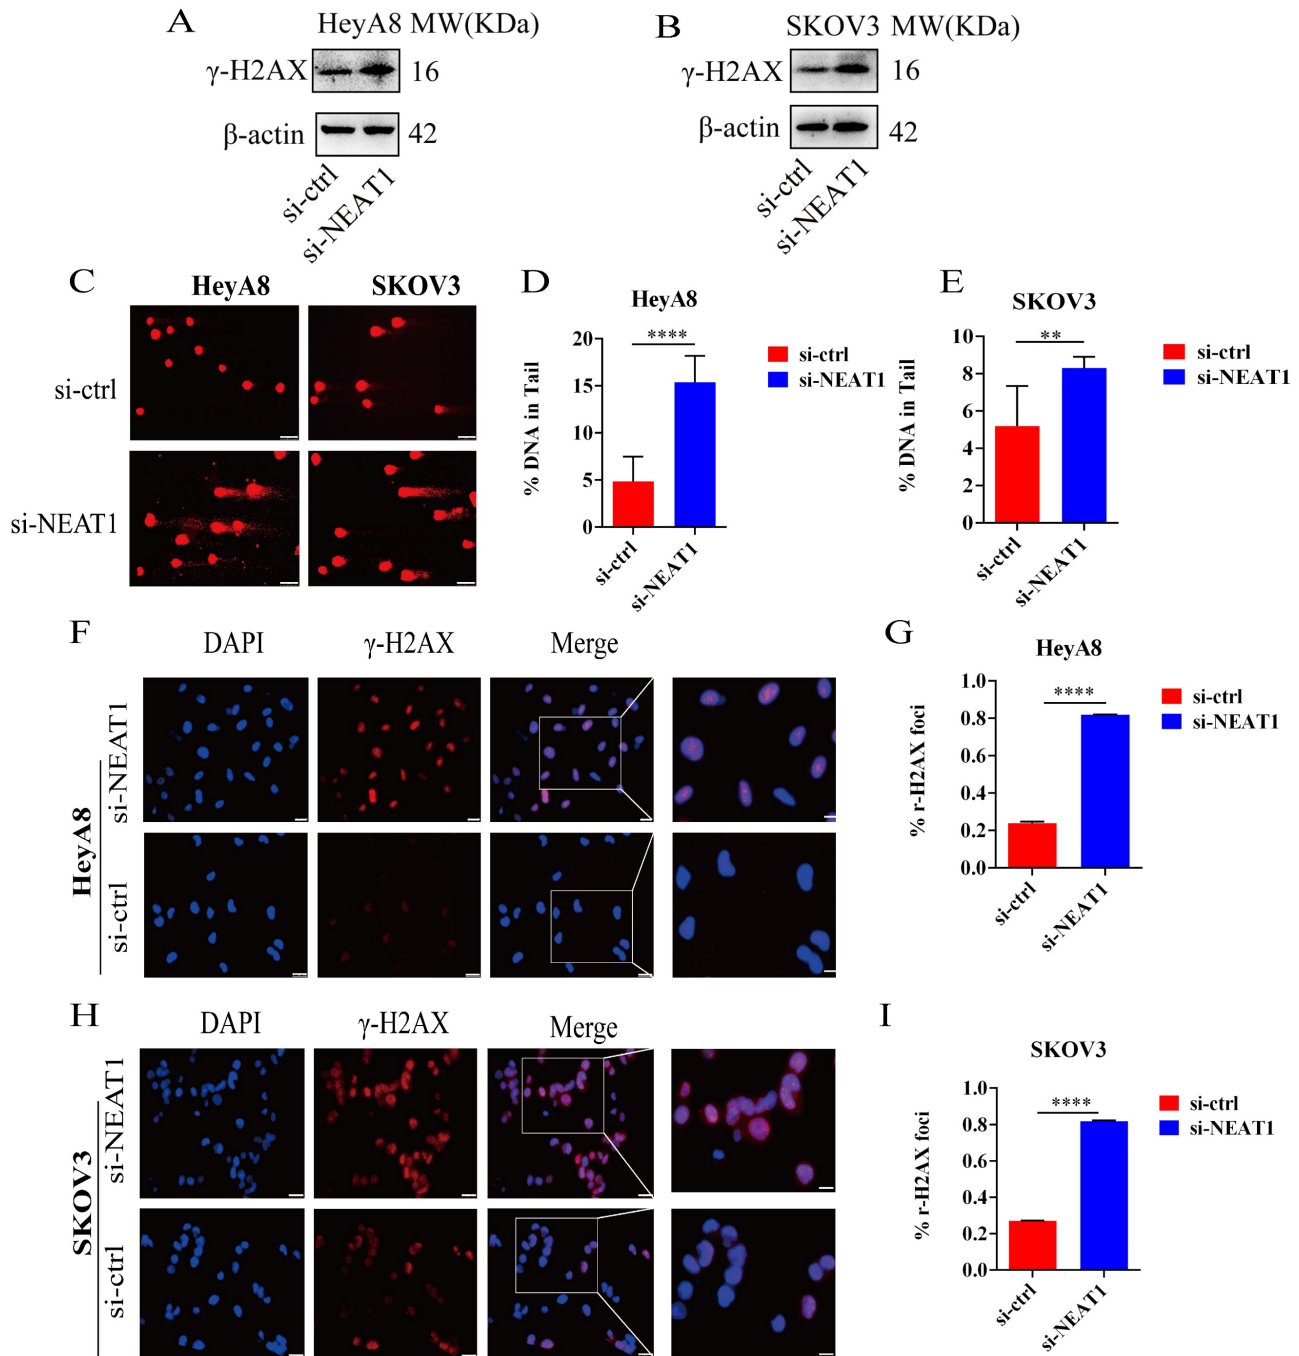 A
HeyA8 MW(KDa)
γ-H2AX
16
β-actin
42
si-ctrl
si-NEAT1
B
SKOV3 MW(KDa)
γ-H2AX
16
β-actin
42
si-ctrl
si-NEAT1
C
HeyA8
SKOV3
si-ctrl
si-NEAT1
D
HeyA8
% DNA in Tail
20
15
10
5
0
****
si-ctrl
si-NEAT1
si-ctrl
si-NEAT1
E
SKOV3
% DNA in Tail
10
8
6
4
2
0
**
si-ctrl
si-NEAT1
si-ctrl
si-NEAT1
F
DAPI
γ-H2AX
Merge
HeyA8
si-NEAT1
si-ctrl
G
HeyA8
% r-H2AX foci
1.0
0.8
0.6
0.4
0.2
0.0
****
si-ctrl
si-NEAT1
si-ctrl
si-NEAT1
H
DAPI
γ-H2AX
Merge
SKOV3
si-NEAT1
si-ctrl
I
SKOV3
% r-H2AX foci
1.0
0.8
0.6
0.4
0.2
0.0
****
si-ctrl
si-NEAT1
si-ctrl
si-NEAT1